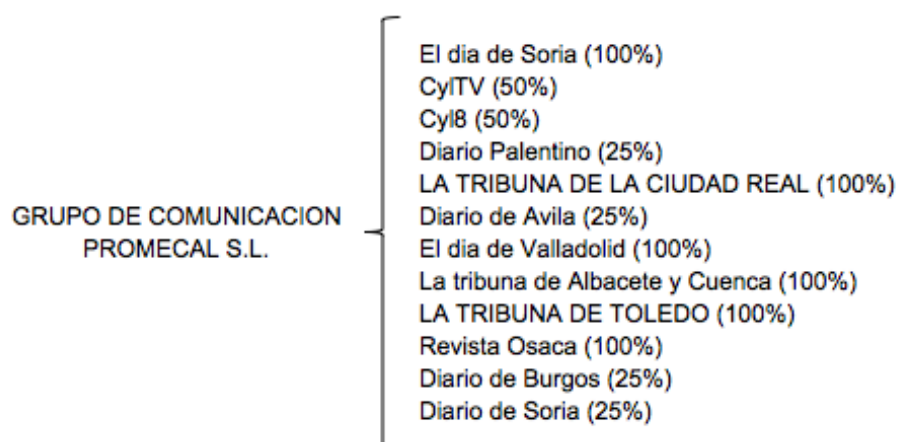 GRUPO DE COMUNICACION
PROMECAL S.L.
El dia de Soria (100%)
CylTV (50%)
Cyl8 (50%)
Diario Palentino (25%)
LA TRIBUNA DE LA CIUDAD REAL (100%)
Diario de Avila (25%)
El dia de Valladolid (100%)
La tribuna de Albacete y Cuenca (100%)
LA TRIBUNA DE TOLEDO (100%)
Revista Osaca (100%)
Diario de Burgos (25%)
Diario de Soria (25%)